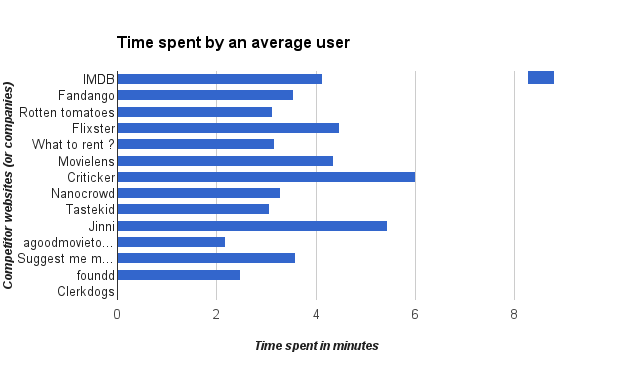 Time spent by an average user
Competitor websites (or companies)
IMDB
Fandango
Rotten tomatoes
Flixster
What to rent ?
Movielens
Criticker
Nanocrowd
Tastekid
Jinni
agoodmovieto...
Suggest me m...
foundd
Clerkdogs
0 2 4 6 8
Time spent in minutes